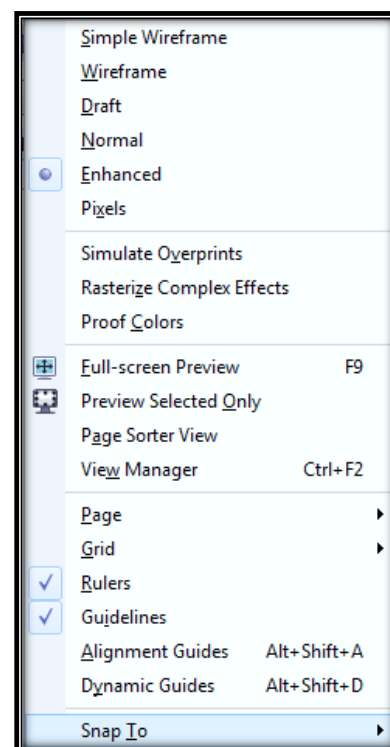 Simple Wireframe
Wireframe
Draft
Normal
Enhanced
Pixels
Simulate Overprints
Rasterize Complex Effects
Proof Colors
Full-screen Preview F9
Preview Selected Only
Page Sorter View
View Manager Ctrl+F2
Page
Grid
Rulers
Guidelines
Alignment Guides Alt+Shift+A
Dynamic Guides Alt+Shift+D
Snap To